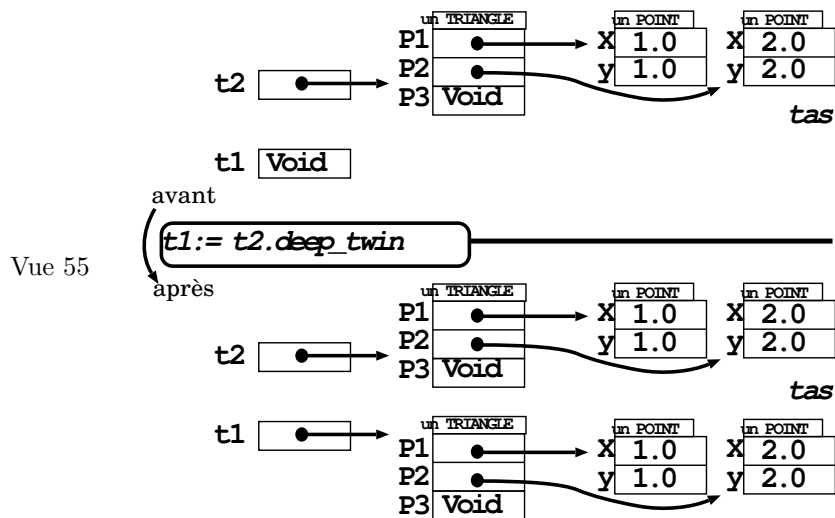 un TRIANGLE un POINT un POINT
P1 x 1.0 x 2.0
P2 y 1.0 y 2.0
t2 P3 Void
tas
t1 Void
avant
t1:= t2.deep_twin
Vue 55
après
un TRIANGLE un POINT un POINT
P1 x 1.0 x 2.0
P2 y 1.0 y 2.0
t2 P3 Void
tas
un TRIANGLE un POINT un POINT
t1 P1 x 1.0 x 2.0
P2 y 1.0 y 2.0
P3 Void